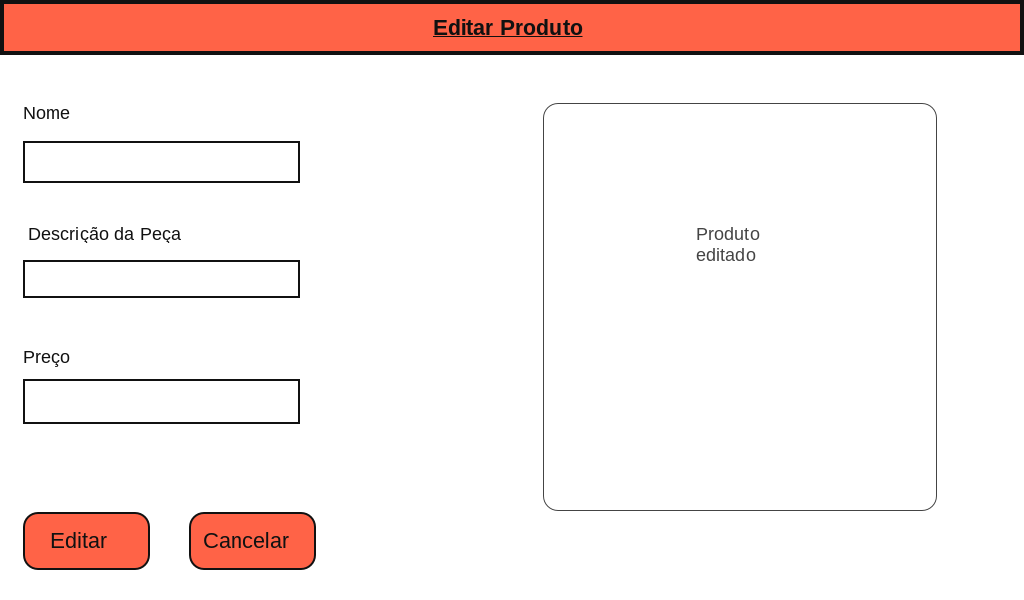 Editar Produto
Nome
Descrição da Peça
Preço
Editar
Cancelar
Produto
editado